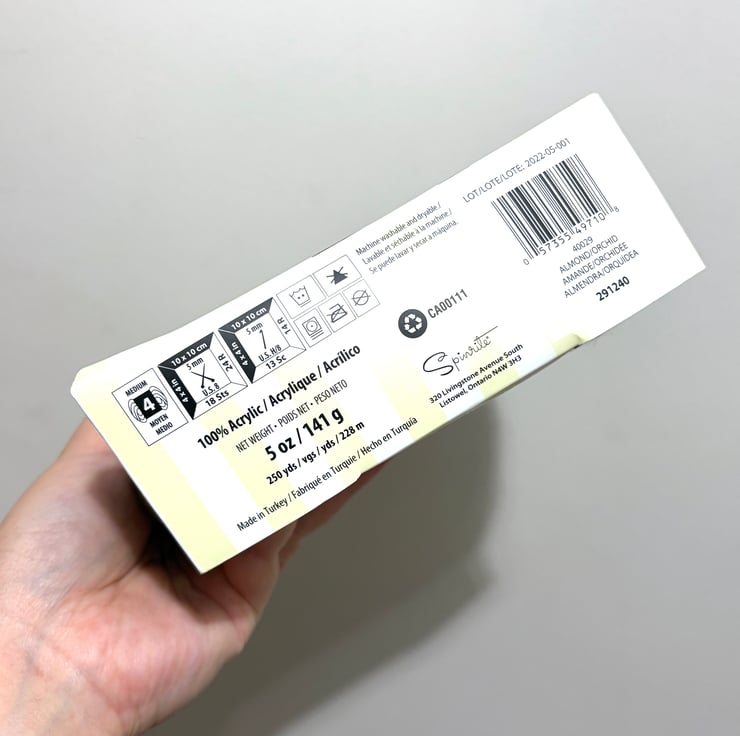 MEDIUM
4
MOYEN
MEDIO
10 x 10 cm
4 x 4 in
5 mm
U.S. 8
24R
18 Sts
10 x 10 cm
4 x 4 in
5 mm
U.S. H/8
14R
13 Sc
Machine washable and dryable /
Lavable et séchable à la machine /
Se puede lavar y secar a máquina.
100% Acrylic / Acrylique / Acrílico
NET WEIGHT • POIDS NET • PESO NETO
5 oz / 141 g
250 yds / vgs / yds / 228 m
Made in Turkey / Fabriqué en Turquie / Hecho en Turquía
CA00111
Spinrite
320 Livingstone Avenue South
Listowel, Ontario N4W 3H3
LOT/LOTE/LOTE: 2022-05-001
0 57355 49710 8
40029
ALMOND/ORCHID
AMANDE/ORCHIDÉE
ALMENDRA/ORQUÍDEA
291240